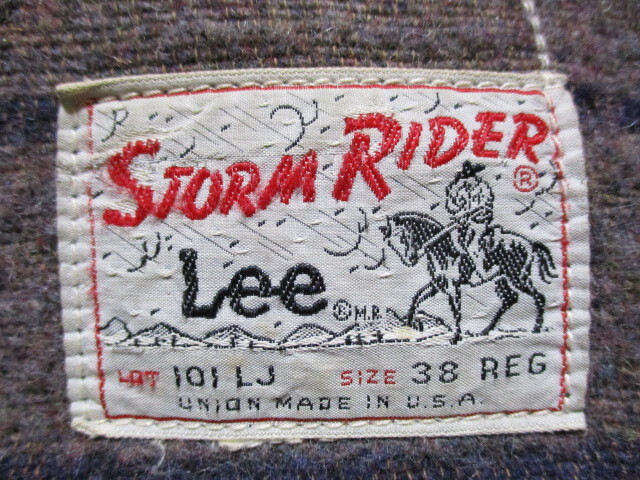 STORM RIDER ®
Lee ® M.R.
LOT 101 LJ SIZE 38 REG
UNION MADE IN U.S.A.